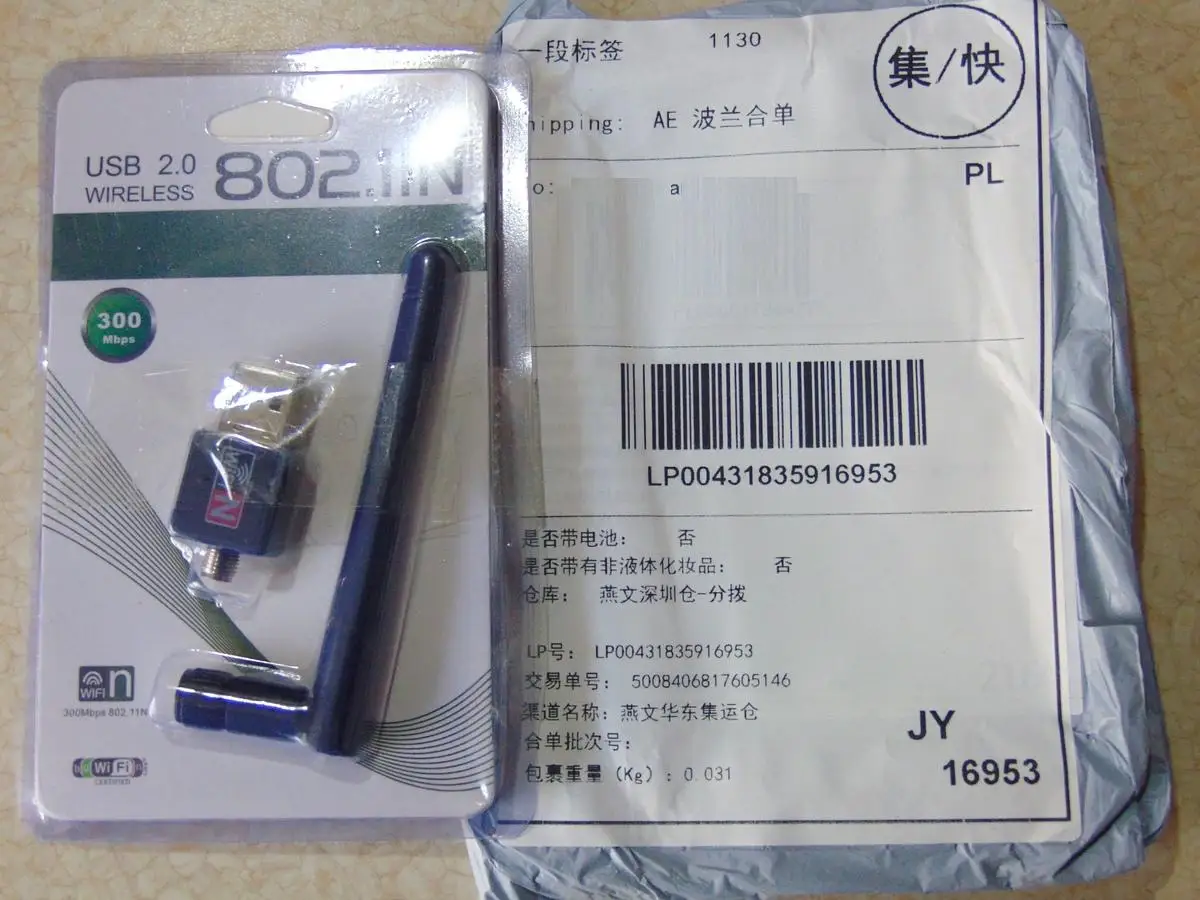 USB 2.0
WIRELESS
802.11N
300
Mbps
N
WIFI n
300Mbps 802.11N
WiFi
一段标签 1130
集/快
hipping: AE 波兰合单
PL
o: a
LP00431835916953
是否带电池: 否
是否带有非液体化妆品: 否
仓库: 燕文深圳仓-分拨
LP号: LP00431835916953
交易单号: 5008406817605146
渠道名称: 燕文华东集运仓
合单批次号:
包裹重量 (Kg) : 0.031
JY
16953